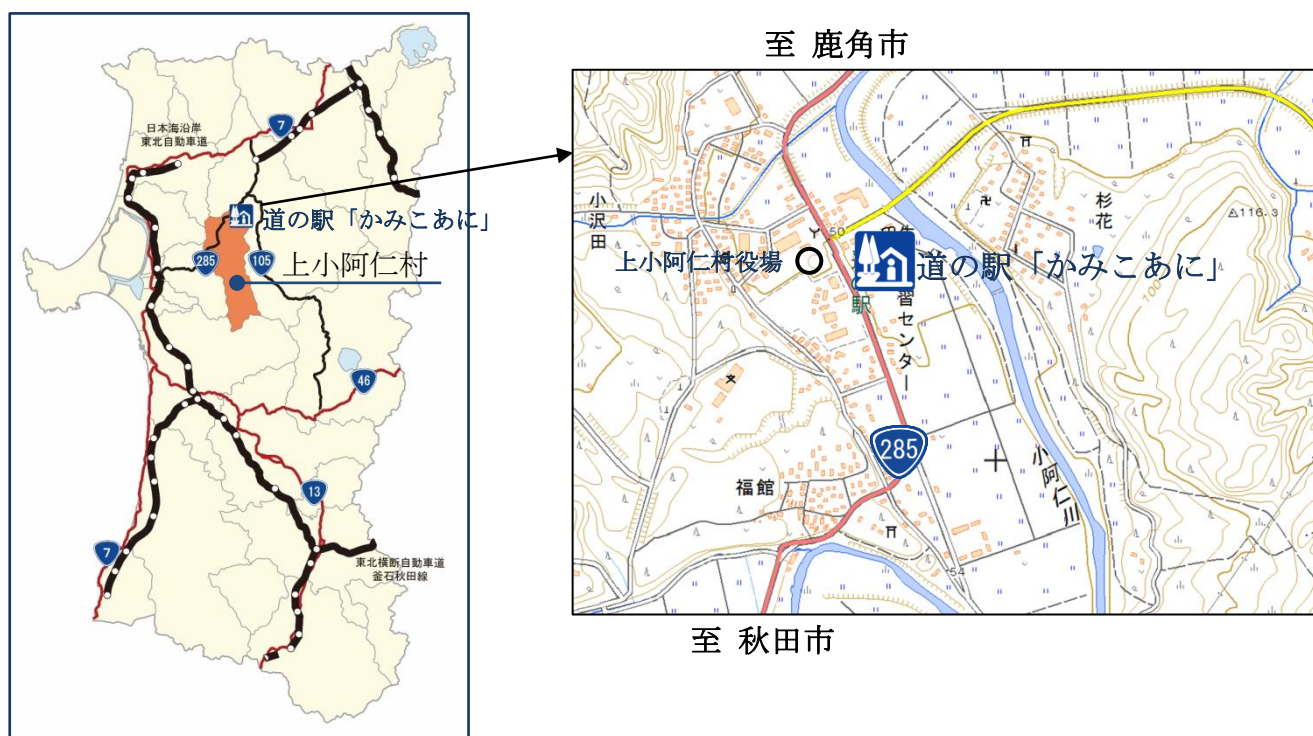 日本海沿岸
東北自動車道
7
道の駅「かみこあに」
285
105
上小阿仁村
46
13
7
東北横断自動車道
釜石秋田線
至 鹿角市
小沢田
杉花
116.3
50
上小阿仁村役場
道の駅「かみこあに」
駅
習センター
100
285
福館
小阿仁川
54
至 秋田市